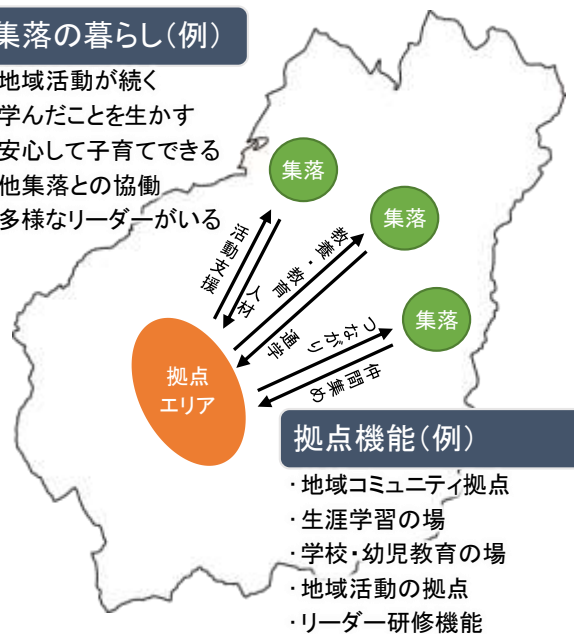 集落の暮らし(例)
地域活動が続く
学んだことを生かす
安心して子育てできる
他集落との協働
多様なリーダーがいる
集落
集落
集落
活動支援
人材
教養・教育
通学
つながり
仲間集め
拠点
エリア
拠点機能(例)
・地域コミュニティ拠点
・生涯学習の場
・学校・幼児教育の場
・地域活動の拠点
・リーダー研修機能